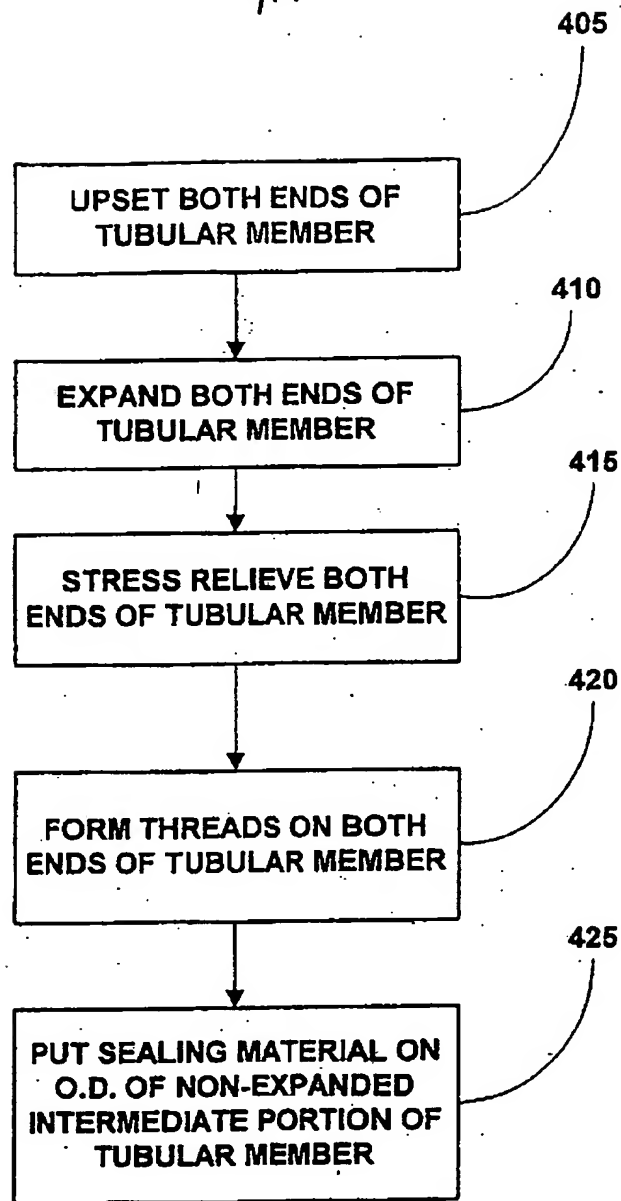 405
UPSET BOTH ENDS OF
TUBULAR MEMBER
410
EXPAND BOTH ENDS OF
TUBULAR MEMBER
415
STRESS RELIEVE BOTH
ENDS OF TUBULAR MEMBER
420
FORM THREADS ON BOTH
ENDS OF TUBULAR MEMBER
425
PUT SEALING MATERIAL ON
O.D. OF NON-EXPANDED
INTERMEDIATE PORTION OF
TUBULAR MEMBER